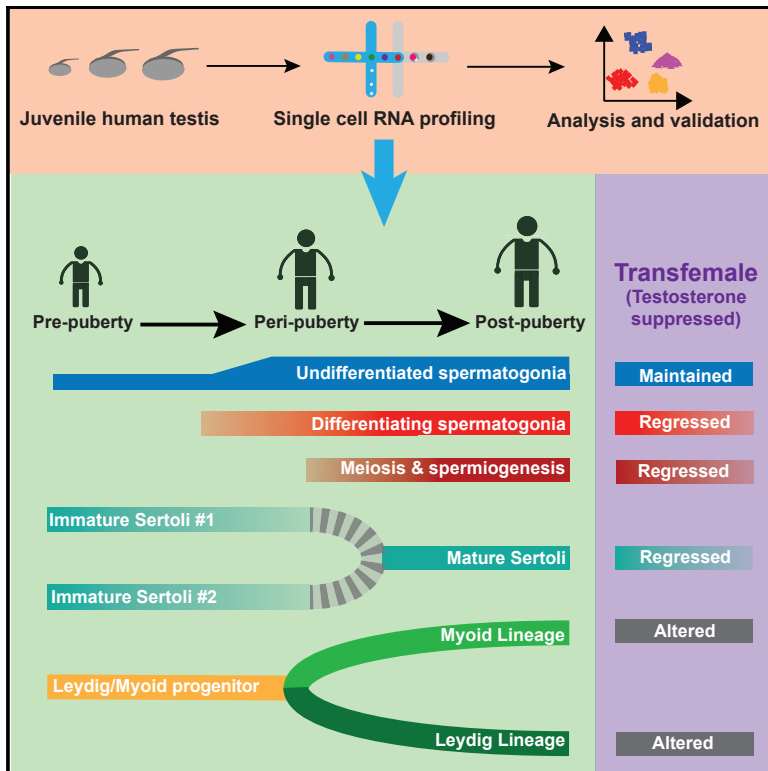 Juvenile human testis
Single cell RNA profiling
Analysis and validation
Pre-puberty
Peri-puberty
Post-puberty
Transfemale
(Testosterone
suppressed)
Undifferentiated spermatogonia
Maintained
Differentiating spermatogonia
Regressed
Meiosis & spermiogenesis
Regressed
Immature Sertoli #1
Mature Sertoli
Regressed
Immature Sertoli #2
Myoid Lineage
Altered
Leydig/Myoid progenitor
Leydig Lineage
Altered